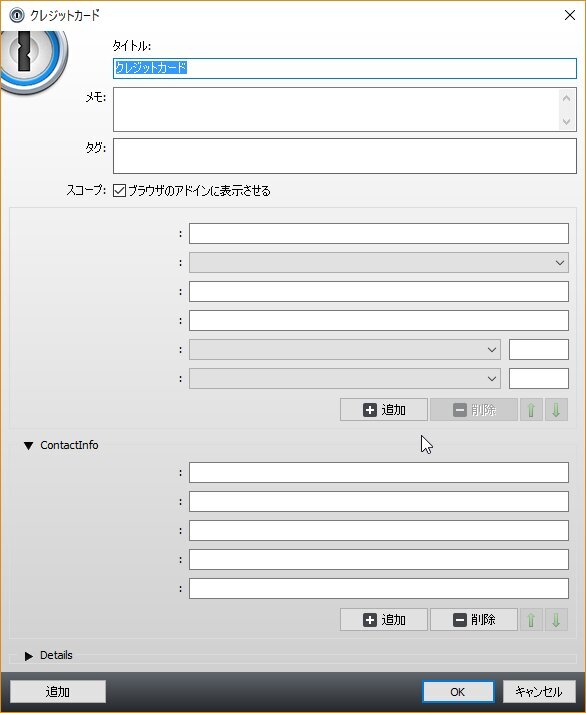 クレジットカード
タイトル:
クレジットカード
メモ:
タグ:
スコープ: ブラウザのアドインに表示させる
:
:
:
:
:
:
追加 削除
ContactInfo
:
:
:
:
:
追加 削除
Details
追加 OK キャンセル